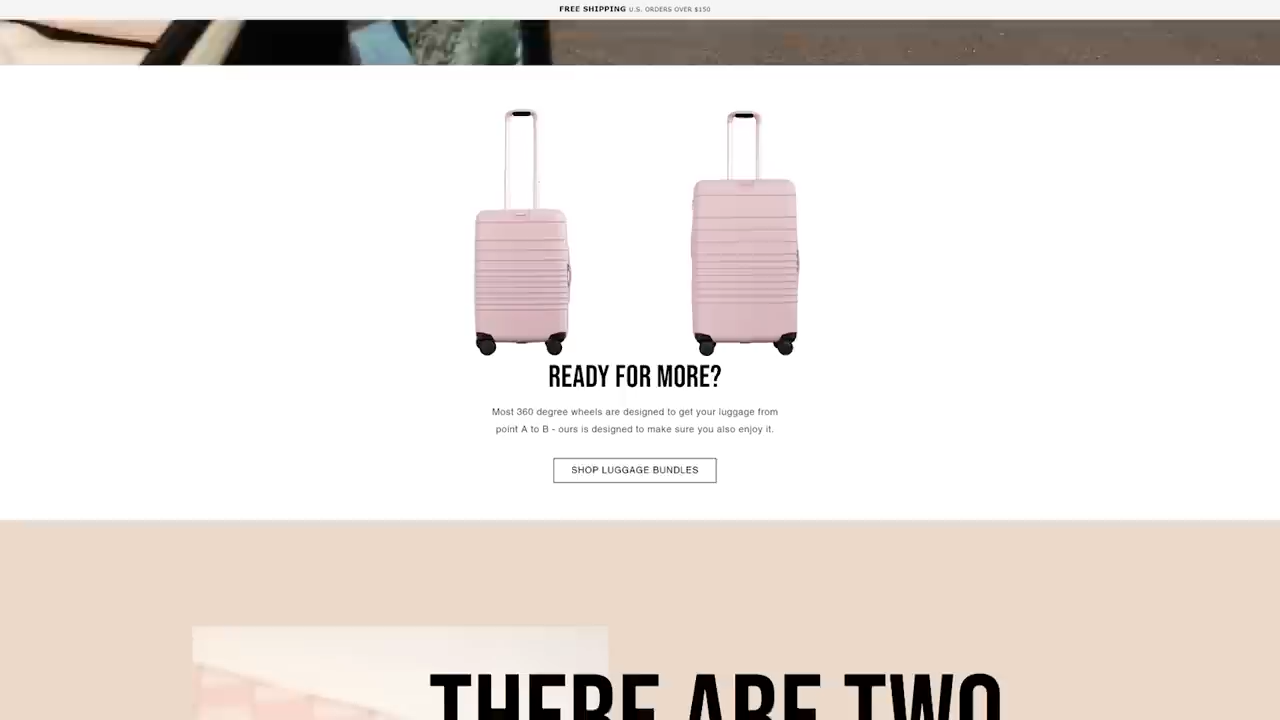 FREE SHIPPING U.S. ORDERS OVER $150
READY FOR MORE?
Most 360 degree wheels are designed to get your luggage from
point A to B - ours is designed to make sure you also enjoy it.
SHOP LUGGAGE BUNDLES
THERE ARE TWO